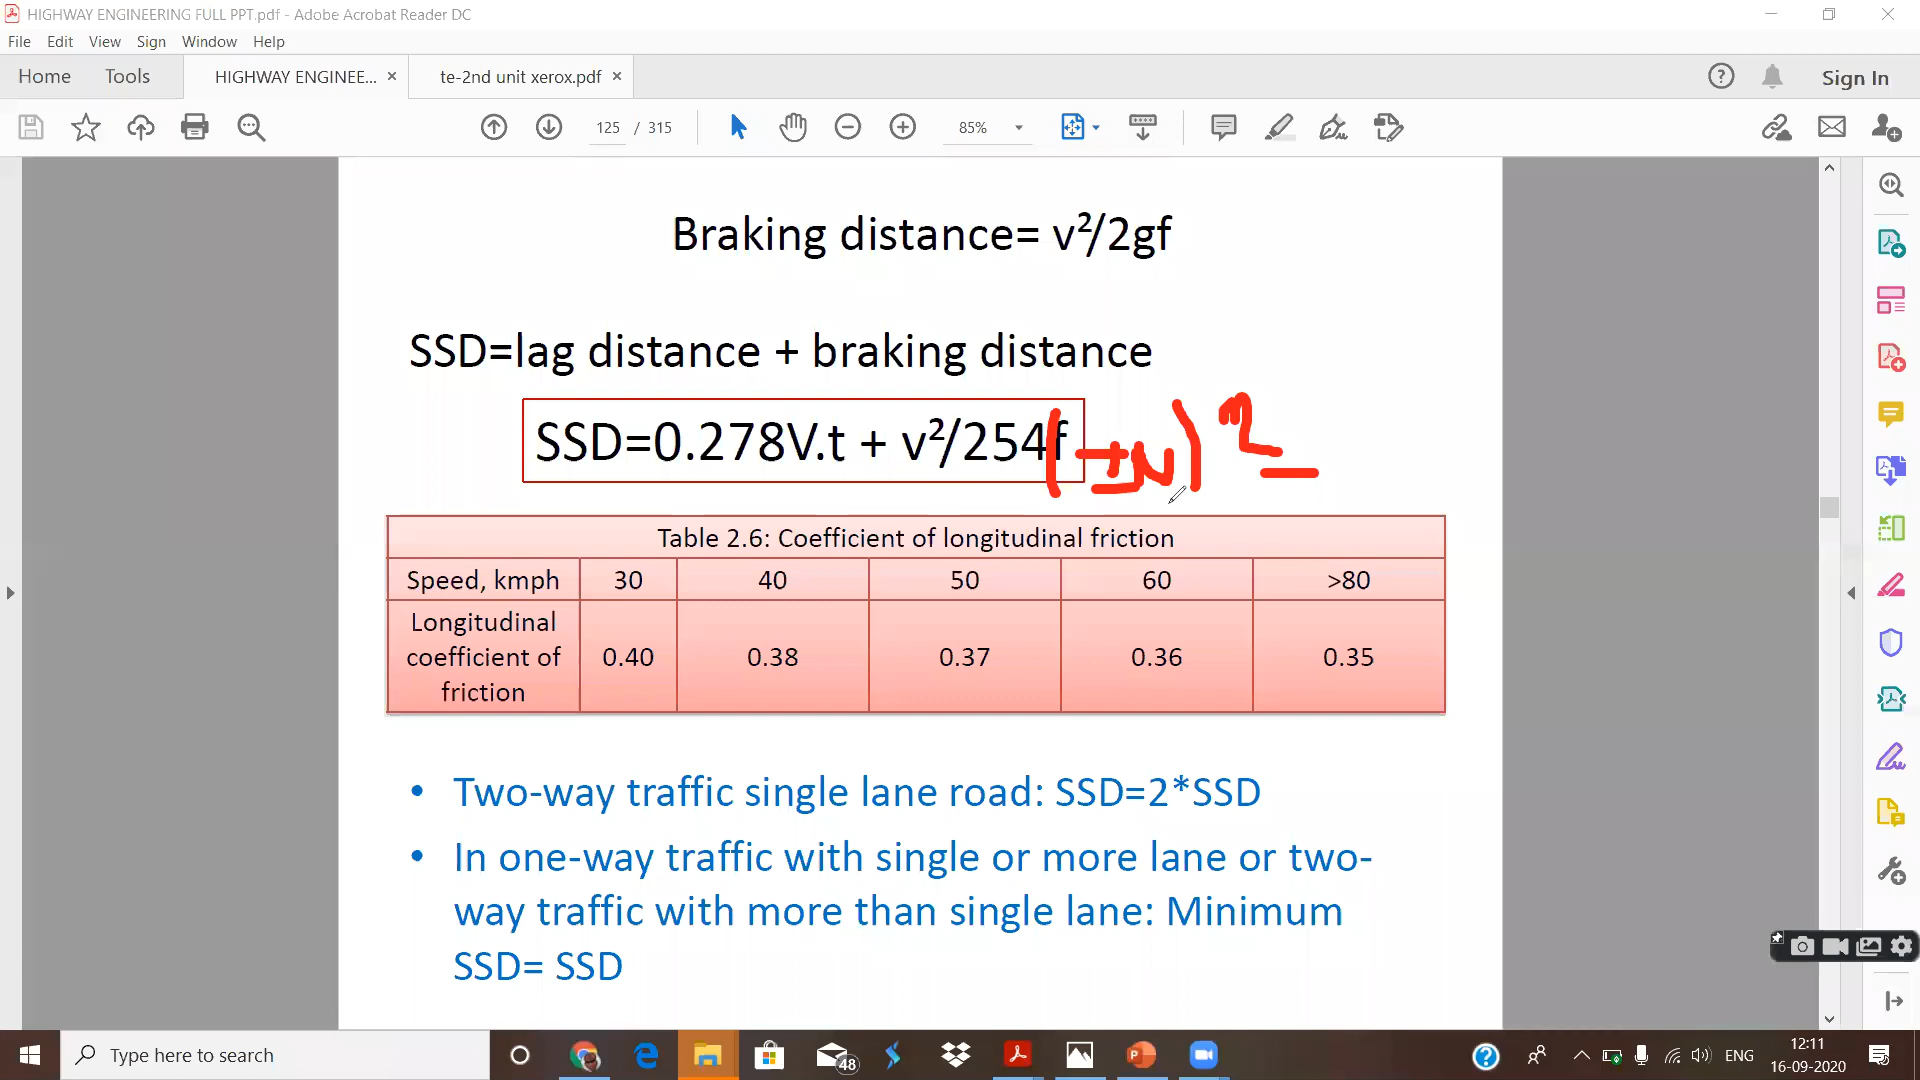 HIGHWAY ENGINEERING FULL PPT.pdf - Adobe Acrobat Reader DC
File Edit View Sign Window Help
Home Tools HIGHWAY ENGINEE... × te-2nd unit xerox.pdf × Sign In
125 / 315 85%
Braking distance= v²/2gf
SSD=lag distance + braking distance
SSD=0.278V.t + v²/254f
(±N)
Table 2.6: Coefficient of longitudinal friction
Speed, kmph 30 40 50 60 >80
Longitudinal coefficient of friction 0.40 0.38 0.37 0.36 0.35
• Two-way traffic single lane road: SSD=2*SSD
• In one-way traffic with single or more lane or two-
way traffic with more than single lane: Minimum
SSD= SSD
Type here to search 48 ENG 12:11
16-09-2020